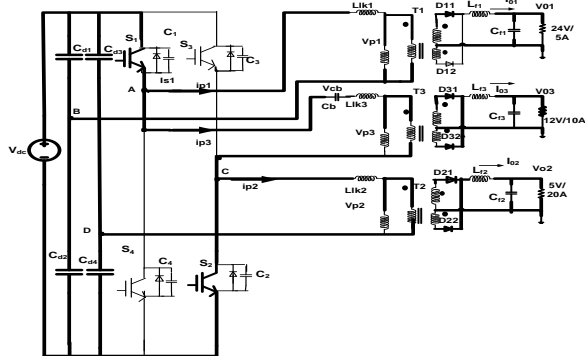 Llk1
T1
D11
Lf1
I01
V01
Cd1
Cd3
S1
C1
S3
C3
Is1
Vp1
D12
Cf1
24V/
5A
A
ip1
B
Vcb
Cb
Llk3
T3
D31
Lf3
I03
V03
ip3
Vdc
Vp3
D32
Cf3
12V/10A
C
ip2
Llk2
Vp2
T2
D21
Lf2
I02
Vo2
D
D22
Cf2
5V/
20A
Cd2
Cd4
S4
C4
S2
C2